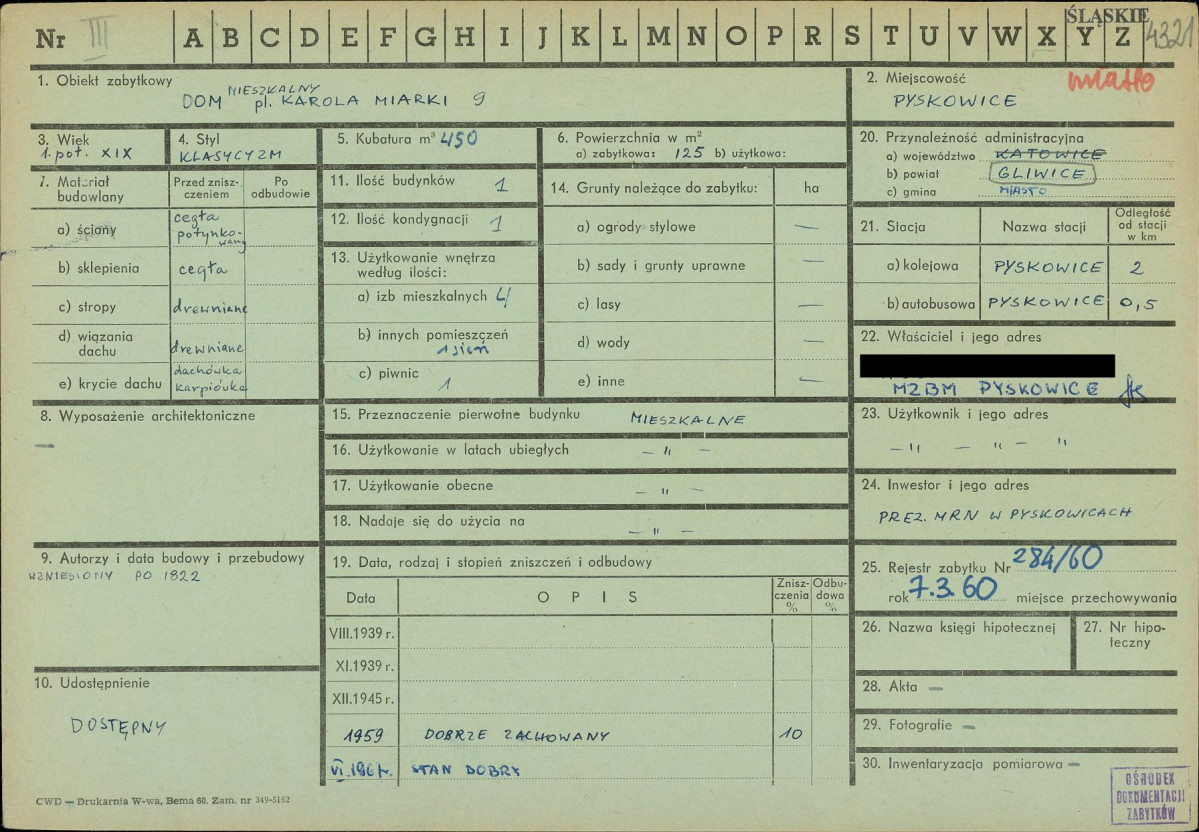 Nr III A B C D E F G H I J K L M N O P R S T U V W X Y Z ŚLĄSKIE 4321
1. Obiekt zabytkowy
DOM MIESZKALNY pl. KAROLA MIARKI 9
2. Miejscowość miasto
PYSKOWICE
3. Wiek
1. poł. XIX
4. Styl
KLASYCYZM
5. Kubatura m³ 450
6. Powierzchnia w m²
a) zabytkowa: 125 b) użytkowa:
7. Materiał budowlany
Przed zniszczeniem
Po odbudowie
a) ściany cegła potynkowany
b) sklepienia cegła
c) stropy drewniane
d) wiązania dachu drewniane
e) krycie dachu dachówka karpiówka
8. Wyposażenie architektoniczne
—
9. Autorzy i data budowy i przebudowy
WZNIESIONY PO 1822
10. Udostępnienie
DOSTĘPNY
11. Ilość budynków 1
12. Ilość kondygnacji 1
13. Użytkowanie wnętrza według ilości:
a) izb mieszkalnych 4
b) innych pomieszczeń
1 sień
c) piwnic 1
14. Grunty należące do zabytku: ha
a) ogrody stylowe —
b) sady i grunty uprawne —
c) lasy —
d) wody —
e) inne —
15. Przeznaczenie pierwotne budynku MIESZKALNE
16. Użytkowanie w latach ubiegłych — „ —
17. Użytkowanie obecne — „ —
18. Nadaje się do użycia na — „ —
19. Data, rodzaj i stopień zniszczeń i odbudowy
Data OPIS Zniszczenia % Odbudowa %
VIII.1939 r.
XI.1939 r.
XII.1945 r.
1959 DOBRZE ZACHOWANY 10
STAN DOBRY
20. Przynależność administracyjna
a) województwo KATOWICE
b) powiat GLIWICE
c) gmina MIASTO
21. Stacja Nazwa stacji Odległość od stacji w km
a) kolejowa PYSKOWICE 2
b) autobusowa PYSKOWICE 0,5
22. Właściciel i jego adres
MZBM PYSKOWICE
23. Użytkownik i jego adres
— „ — „ — „
24. Inwestor i jego adres
PREZ. MRN W PYSKOWICACH
25. Rejestr zabytku Nr 284/60
rok 7.3.60 miejsce przechowywania
26. Nazwa księgi hipotecznej
27. Nr hipoteczny
28. Akta —
29. Fotografie —
30. Inwentaryzacja pomiarowa —
OŚRODEK
DOKUMENTACJI
ZABYTKÓW
CWD — Drukarnia W-wa, Bema 60. Zam. nr 349-5162